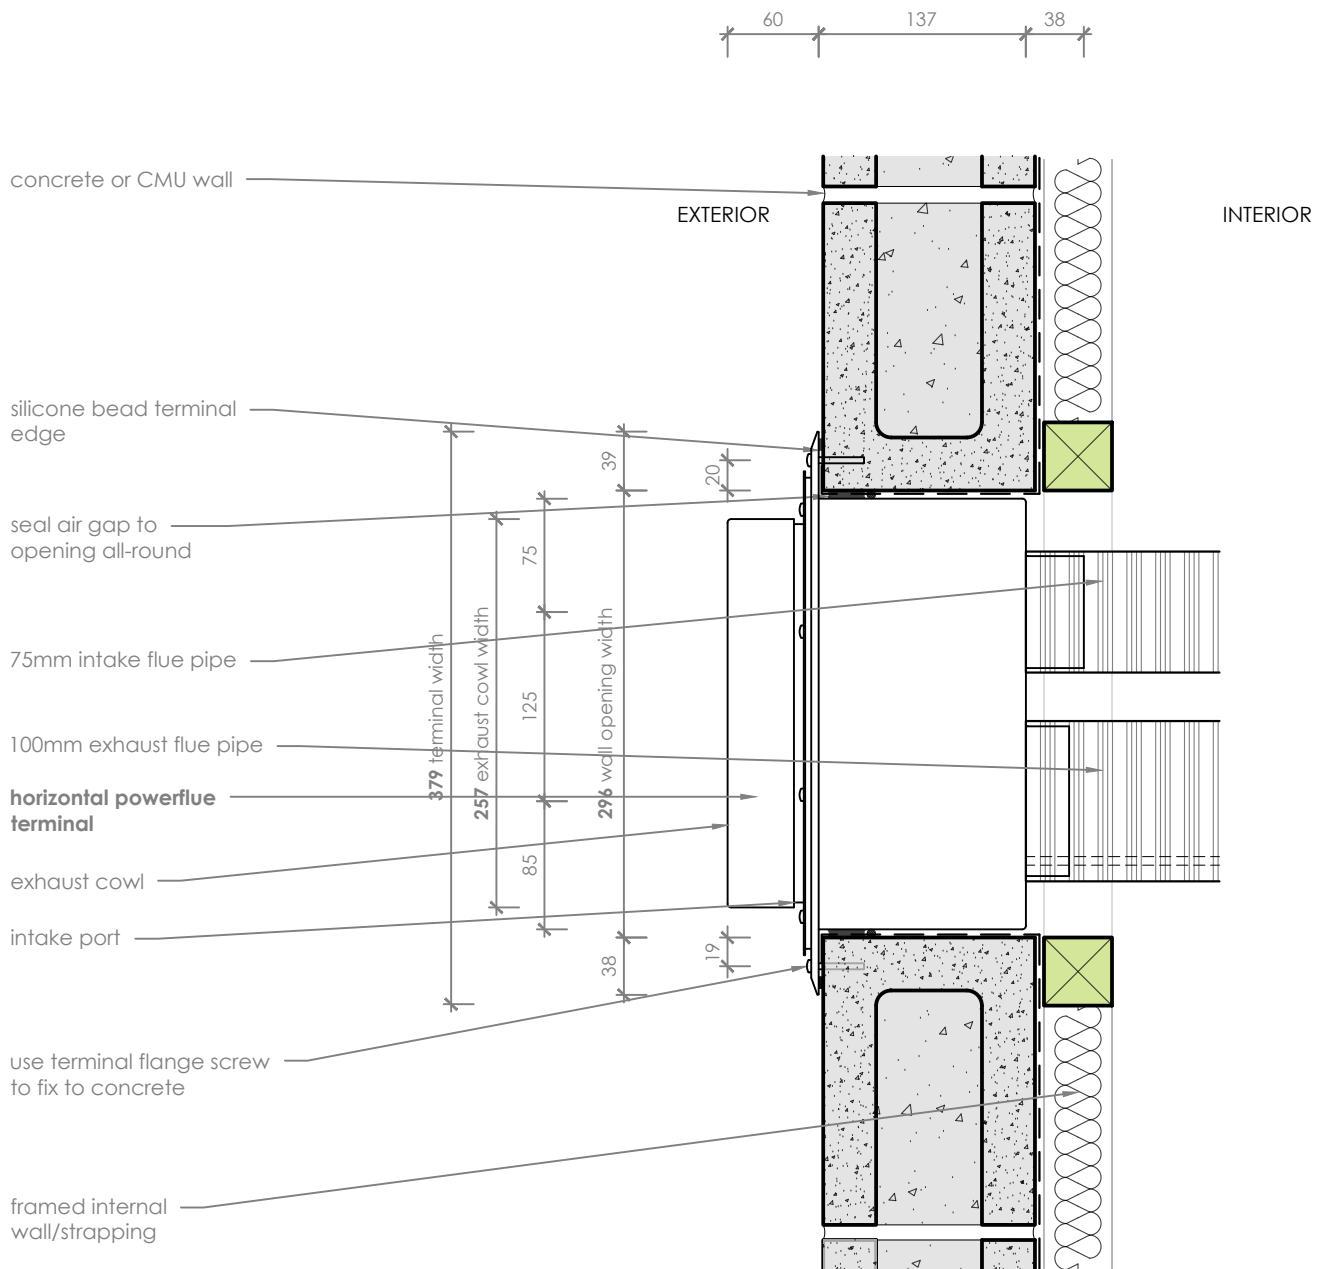 60
137
38
concrete or CMU wall
EXTERIOR
INTERIOR
silicone bead terminal
edge
39
20
seal air gap to
opening all-round
75
75mm intake flue pipe
379 terminal width
257 exhaust cowl width
296 wall opening width
125
100mm exhaust flue pipe
horizontal powerflue
terminal
85
exhaust cowl
intake port
19
38
use terminal flange screw
to fix to concrete
framed internal
wall/strapping